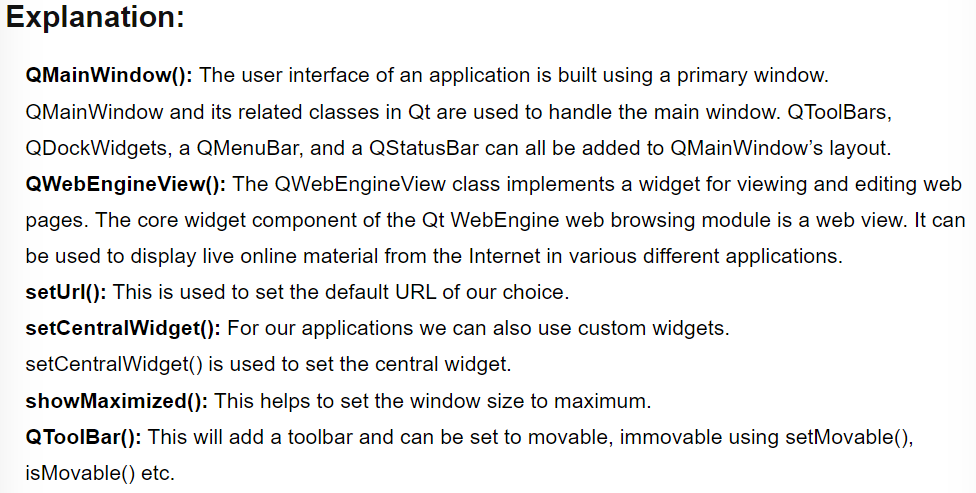 Explanation:
QMainWindow(): The user interface of an application is built using a primary window.
QMainWindow and its related classes in Qt are used to handle the main window. QToolBars,
QDockWidgets, a QMenuBar, and a QStatusBar can all be added to QMainWindow’s layout.
QWebEngineView(): The QWebEngineView class implements a widget for viewing and editing web
pages. The core widget component of the Qt WebEngine web browsing module is a web view. It can
be used to display live online material from the Internet in various different applications.
setUrl(): This is used to set the default URL of our choice.
setCentralWidget(): For our applications we can also use custom widgets.
setCentralWidget() is used to set the central widget.
showMaximized(): This helps to set the window size to maximum.
QToolBar(): This will add a toolbar and can be set to movable, immovable using setMovable(),
isMovable() etc.